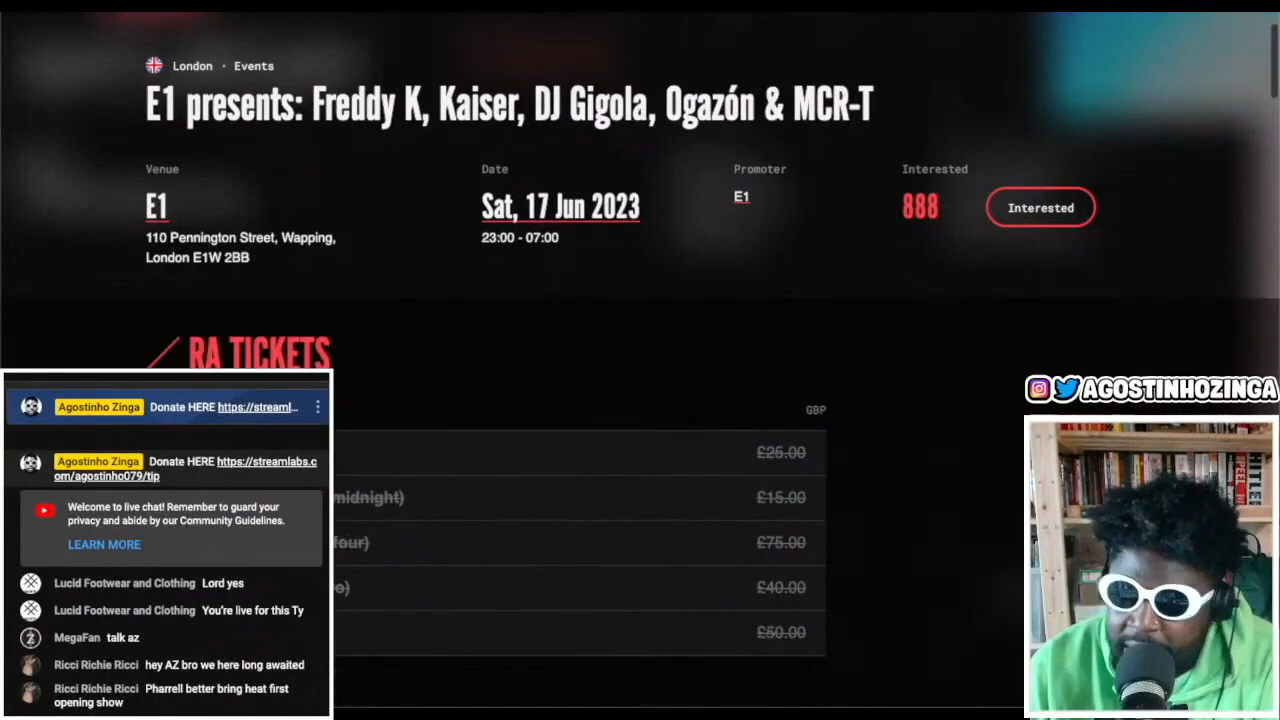 London · Events
E1 presents: Freddy K, Kaiser, DJ Gigola, Ogazón & MCR-T
Venue
E1
110 Pennington Street, Wapping,
London E1W 2BB
Date
Sat, 17 Jun 2023
23:00 - 07:00
Promoter
E1
Interested
888
Interested
RA TICKETS
GBP
£25.00
midnight) £15.00
four) £75.00
o) £40.00
£50.00
Agostinho Zinga Donate HERE https://streaml...
Agostinho Zinga Donate HERE https://streamlabs.c
om/agostinho079/tip
Welcome to live chat! Remember to guard your
privacy and abide by our Community Guidelines.
LEARN MORE
Lucid Footwear and Clothing Lord yes
Lucid Footwear and Clothing You're live for this Ty
MegaFan talk az
Ricci Richie Ricci hey AZ bro we here long awaited
Ricci Richie Ricci Pharrell better bring heat first
opening show
AGOSTINHOZINGA
SPEER
HITLER